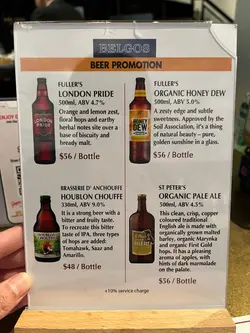 BELGOS
BEER PROMOTION
FULLER'S
LONDON PRIDE
500ml, ABV 4.7%
Orange and lemon zest,
floral hops and earthy
herbal notes sit over a
base of biscuity and
bready malt.
$56 / Bottle
FULLER'S
ORGANIC HONEY DEW
500ml, ABV 5.0%
A zesty edge and subtle
sweetness. Approved by the
Soil Association, it's a thing
of natural beauty – pure,
golden sunshine in a glass.
$56 / Bottle
BRASSERIE D' ANCHOUFFE
HOUBLON CHOUFFE
330ml, ABV 9.0%
It is a strong beer with a
bitter and fruity taste.
To recreate this bitter
taste of IPA, three types
of hops are added:
Tomahawk, Saaz and
Amarillo.
$48 / Bottle
ST PETER'S
ORGANIC PALE ALE
500ml, ABV 4.5%
This clean, crisp, copper
coloured traditional
English ale is made with
organically grown malted
barley, organic Marynka
and organic First Gold
hops. It has a pleasing
aroma of apples, with
hints of dark marmalade
on the palate.
$56 / Bottle
+10% service charge
LONDON
PRIDE
HONEY
DEW